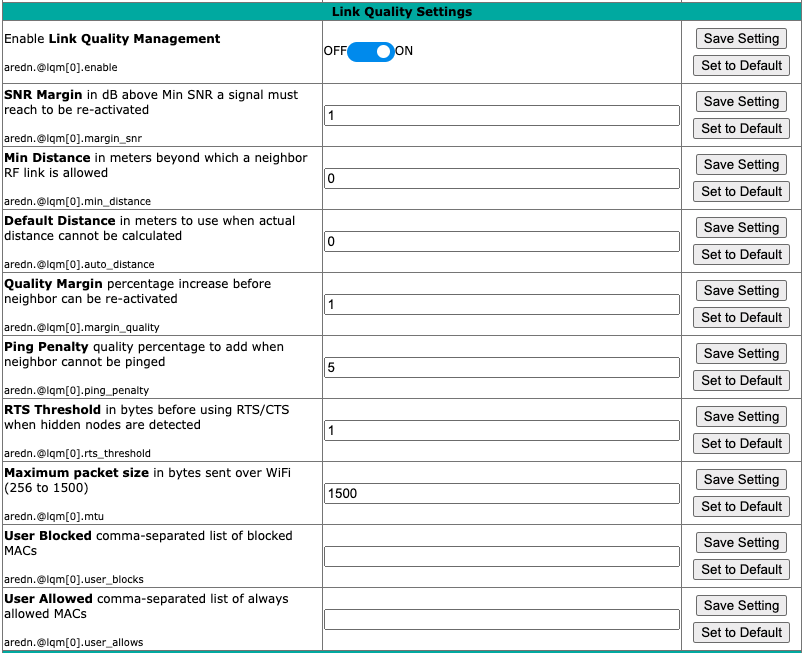 Link Quality Settings
Enable Link Quality Management
aredn.@lqm[0].enable
OFF ON
Save Setting
Set to Default
SNR Margin in dB above Min SNR a signal must
reach to be re-activated
aredn.@lqm[0].margin_snr
1
Save Setting
Set to Default
Min Distance in meters beyond which a neighbor
RF link is allowed
aredn.@lqm[0].min_distance
0
Save Setting
Set to Default
Default Distance in meters to use when actual
distance cannot be calculated
aredn.@lqm[0].auto_distance
0
Save Setting
Set to Default
Quality Margin percentage increase before
neighbor can be re-activated
aredn.@lqm[0].margin_quality
1
Save Setting
Set to Default
Ping Penalty quality percentage to add when
neighbor cannot be pinged
aredn.@lqm[0].ping_penalty
5
Save Setting
Set to Default
RTS Threshold in bytes before using RTS/CTS
when hidden nodes are detected
aredn.@lqm[0].rts_threshold
1
Save Setting
Set to Default
Maximum packet size in bytes sent over WiFi
(256 to 1500)
aredn.@lqm[0].mtu
1500
Save Setting
Set to Default
User Blocked comma-separated list of blocked
MACs
aredn.@lqm[0].user_blocks
Save Setting
Set to Default
User Allowed comma-separated list of always
allowed MACs
aredn.@lqm[0].user_allows
Save Setting
Set to Default